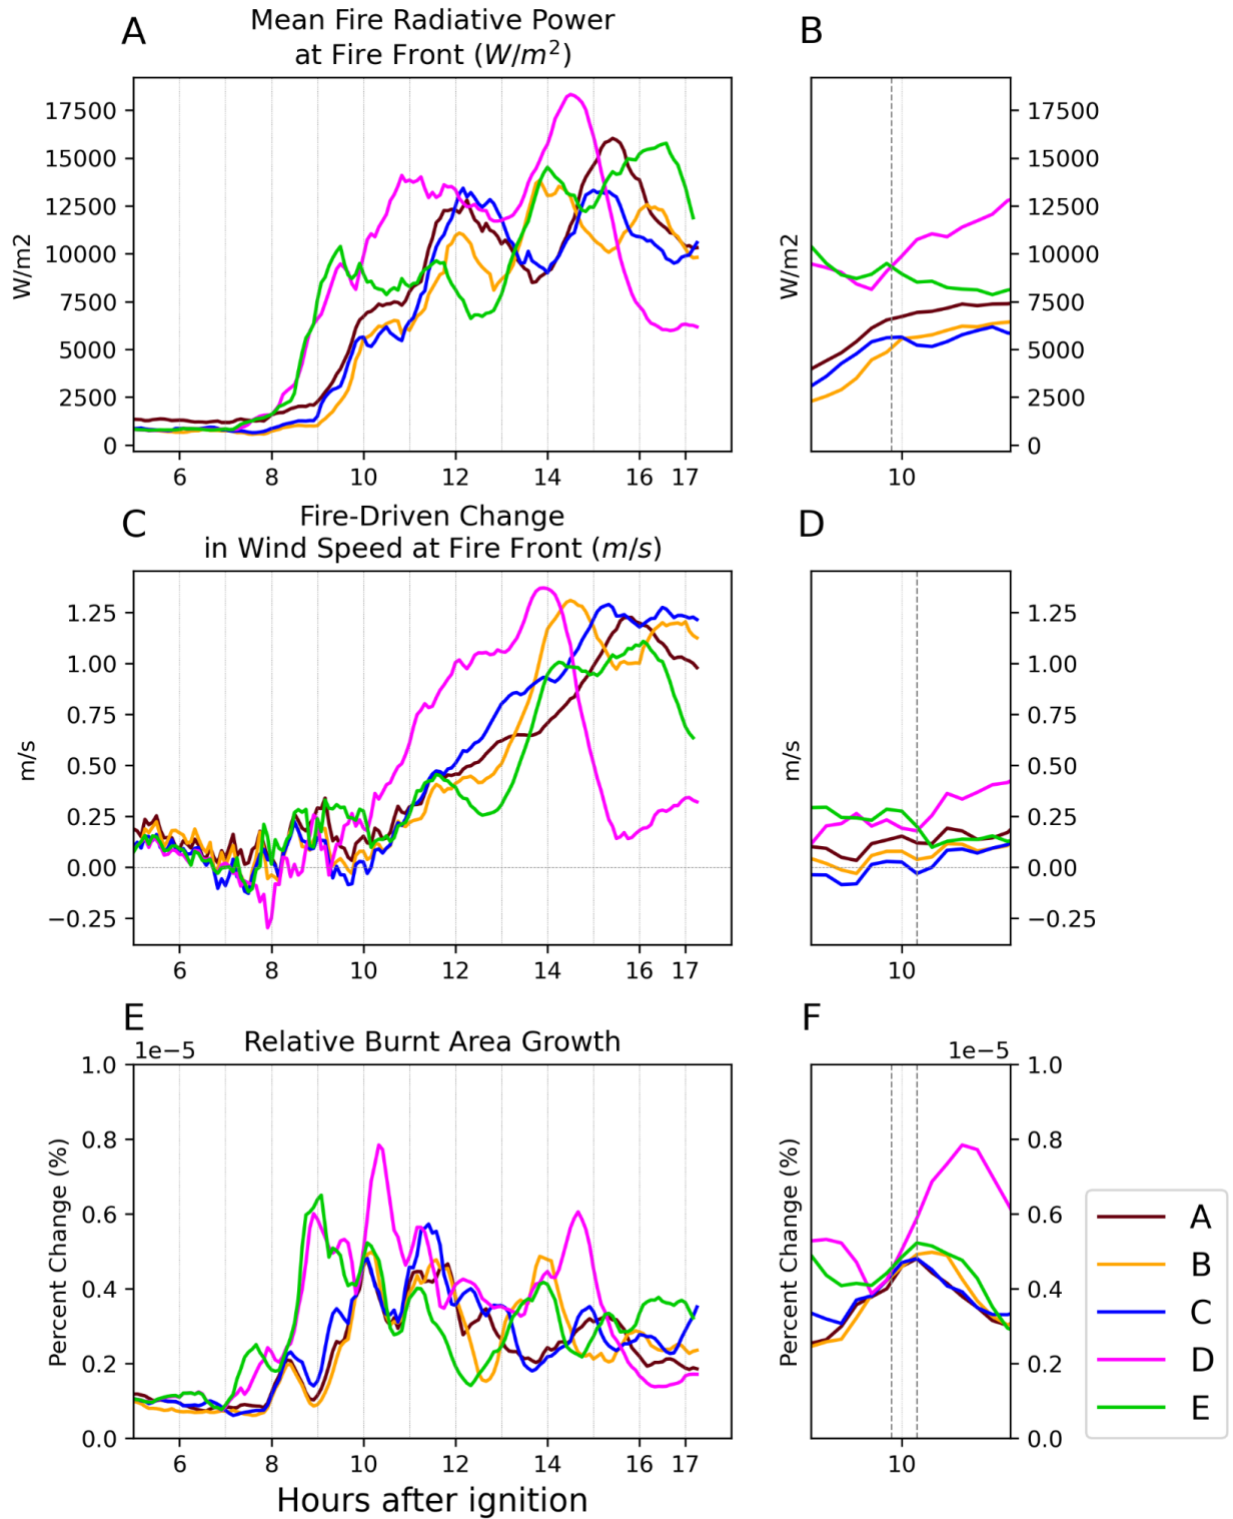 A
Mean Fire Radiative Power
at Fire Front (W/m²)
B
17500
15000
12500
10000
7500
5000
2500
0
W/m2
6 8 10 12 14 16 17
W/m2
10
17500
15000
12500
10000
7500
5000
2500
0
C
Fire-Driven Change
in Wind Speed at Fire Front (m/s)
D
1.25
1.00
0.75
0.50
0.25
0.00
−0.25
m/s
6 8 10 12 14 16 17
m/s
10
1.25
1.00
0.75
0.50
0.25
0.00
−0.25
E
1e−5
Relative Burnt Area Growth
F
1e−5
1.0
0.8
0.6
0.4
0.2
0.0
Percent Change (%)
6 8 10 12 14 16 17
Hours after ignition
Percent Change (%)
10
1.0
0.8
0.6
0.4
0.2
0.0
A
B
C
D
E